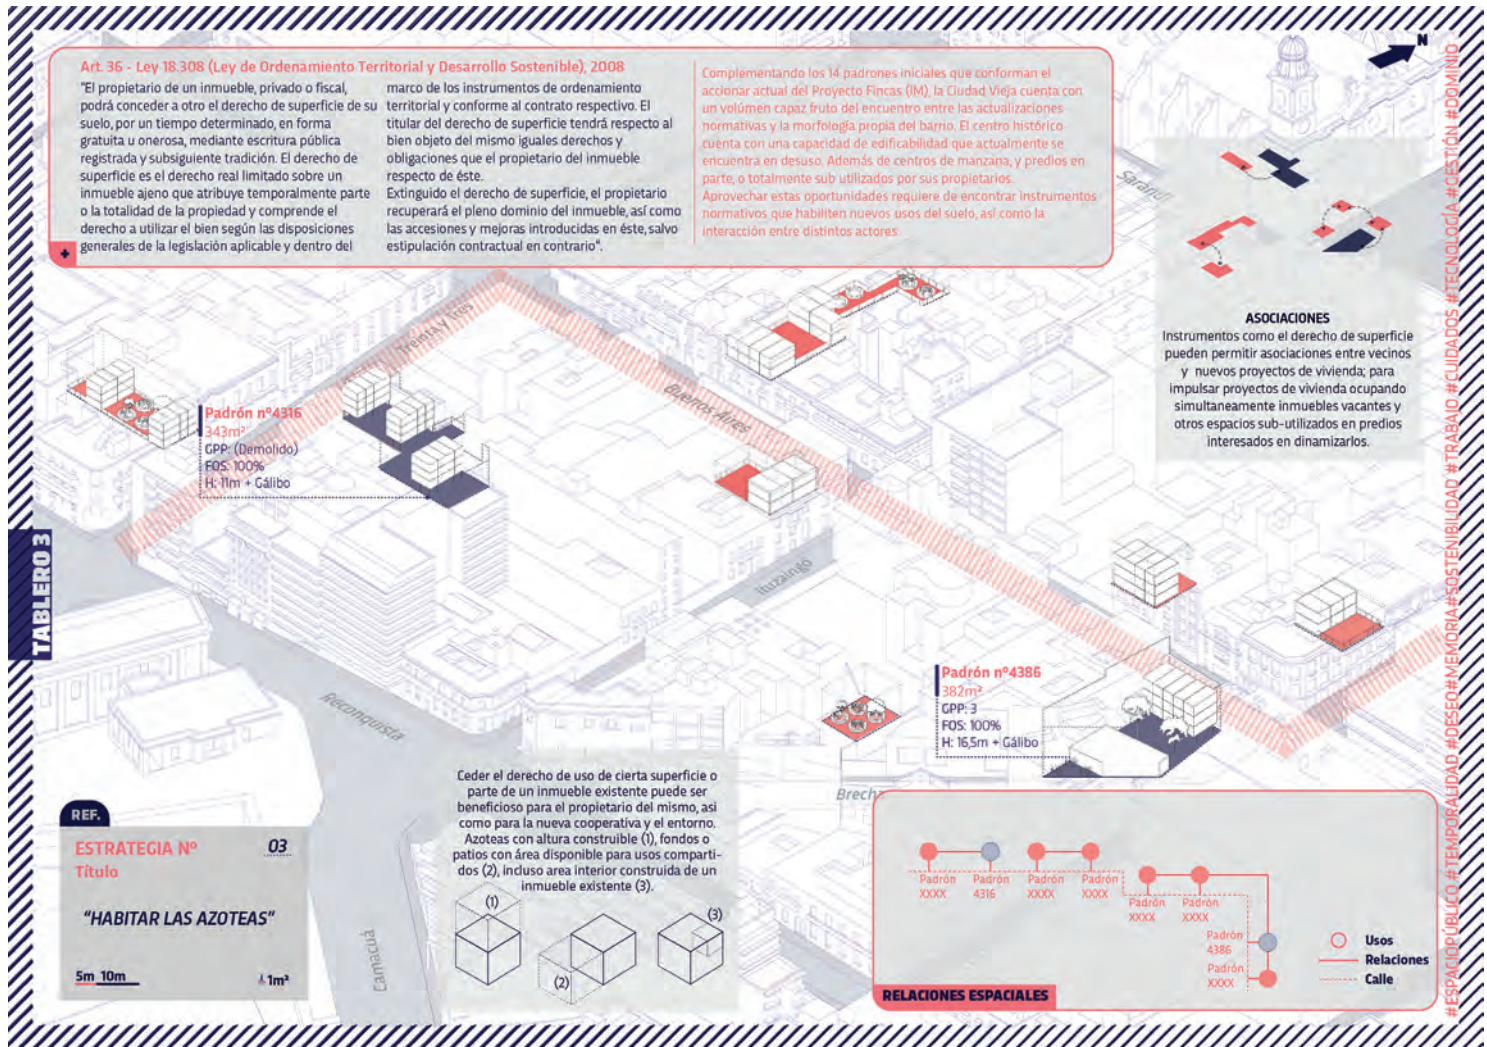 Art. 36 - Ley 18.308 (Ley de Ordenamiento Territorial y Desarrollo Sostenible), 2008
"El propietario de un inmueble, privado o fiscal,
podrá conceder a otro el derecho de superficie de su
suelo, por un tiempo determinado, en forma
gratuita u onerosa, mediante escritura pública
registrada y subsiguiente tradición. El derecho de
superficie es el derecho real limitado sobre un
inmueble ajeno que atribuye temporalmente parte
o la totalidad de la propiedad y comprende el
derecho a utilizar el bien según las disposiciones
generales de la legislación aplicable y dentro del
marco de los instrumentos de ordenamiento
territorial y conforme al contrato respectivo. El
titular del derecho de superficie tendrá respecto al
bien objeto del mismo iguales derechos y
obligaciones que el propietario del inmueble
respecto de éste.
Extinguido el derecho de superficie, el propietario
recuperará el pleno dominio del inmueble, así como
las accesiones y mejoras introducidas en éste, salvo
estipulación contractual en contrario".
Complementando los 14 padrones iniciales que conforman el
accionar actual del Proyecto Fincas (IM), la Ciudad Vieja cuenta con
un volúmen capaz fruto del encuentro entre las actualizaciones
normativas y la morfología propia del barrio. El centro histórico
cuenta con una capacidad de edificabilidad que actualmente se
encuentra en desuso. Además de centros de manzana, y predios en
parte, o totalmente sub utilizados por sus propietarios.
Aprovechar estas oportunidades requiere de encontrar instrumentos
normativos que habiliten nuevos usos del suelo, así como la
interacción entre distintos actores.
+
N
Sarandí
ASOCIACIONES
Instrumentos como el derecho de superficie
pueden permitir asociaciones entre vecinos
y nuevos proyectos de vivienda; para
impulsar proyectos de vivienda ocupando
simultaneamente inmuebles vacantes y
otros espacios sub-utilizados en predios
interesados en dinamizarlos.
Treinta y Tres
Buenos Aires
Ituzaingo
Reconquista
Camacuá
Brecha
Padrón nº4316
343m²
GPP: (Demolido)
FOS: 100%
H: 11m + Gálibo
Padrón nº4386
382m²
GPP: 3
FOS: 100%
H: 16,5m + Gálibo
TABLERO 3
REF.
ESTRATEGIA Nº 03
Título
"HABITAR LAS AZOTEAS"
5m 10m
1m²
Ceder el derecho de uso de cierta superficie o
parte de un inmueble existente puede ser
beneficioso para el propietario del mismo, asi
como para la nueva cooperativa y el entorno.
Azoteas con altura construible (1), fondos o
patios con área disponible para usos comparti-
dos (2), incluso area interior construida de un
inmueble existente (3).
(1)
(2)
(3)
Padrón
XXXX
Padrón
4316
Padrón
XXXX
Padrón
XXXX
Padrón
XXXX
Padrón
XXXX
Padrón
4386
Padrón
XXXX
Usos
Relaciones
Calle
RELACIONES ESPACIALES
#ESPACIOPÚBLICO #TEMPORALIDAD #DESEO#MEMORIA#SOSTENIBILIDAD #TRABAJO #CUIDADOS #TECNOLOGÍA #GESTIÓN #DOMINIO